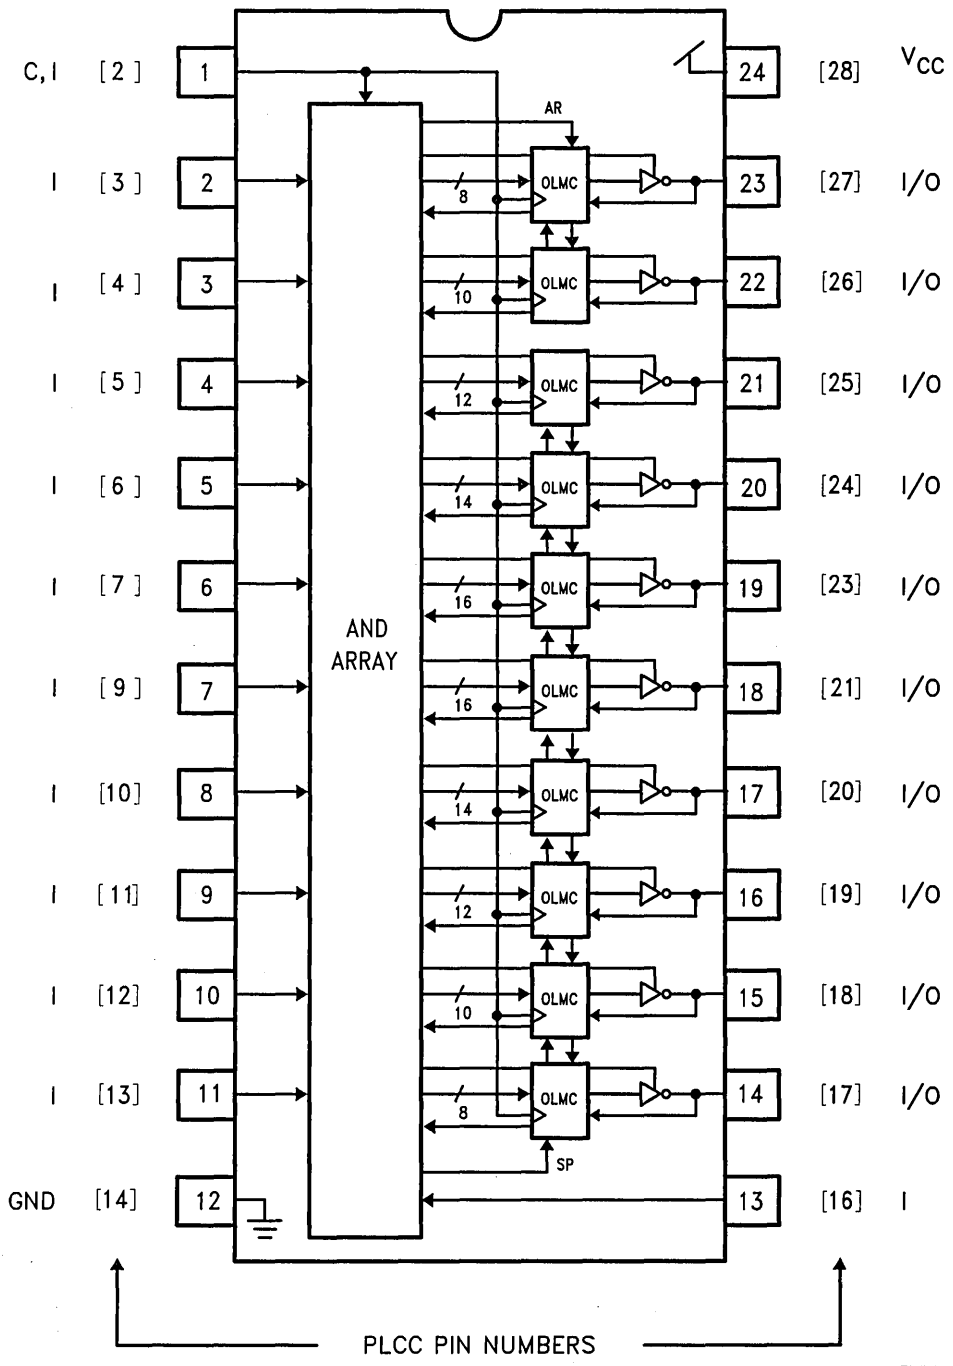 C, I [2] 1 24 [28] VCC
AR
I [3] 2 8 OLMC 23 [27] I/O
I [4] 3 10 OLMC 22 [26] I/O
I [5] 4 12 OLMC 21 [25] I/O
I [6] 5 14 OLMC 20 [24] I/O
I [7] 6 16 OLMC 19 [23] I/O
AND
ARRAY
I [9] 7 16 OLMC 18 [21] I/O
I [10] 8 14 OLMC 17 [20] I/O
I [11] 9 12 OLMC 16 [19] I/O
I [12] 10 10 OLMC 15 [18] I/O
I [13] 11 8 OLMC 14 [17] I/O
SP
GND [14] 12 13 [16] I
PLCC PIN NUMBERS